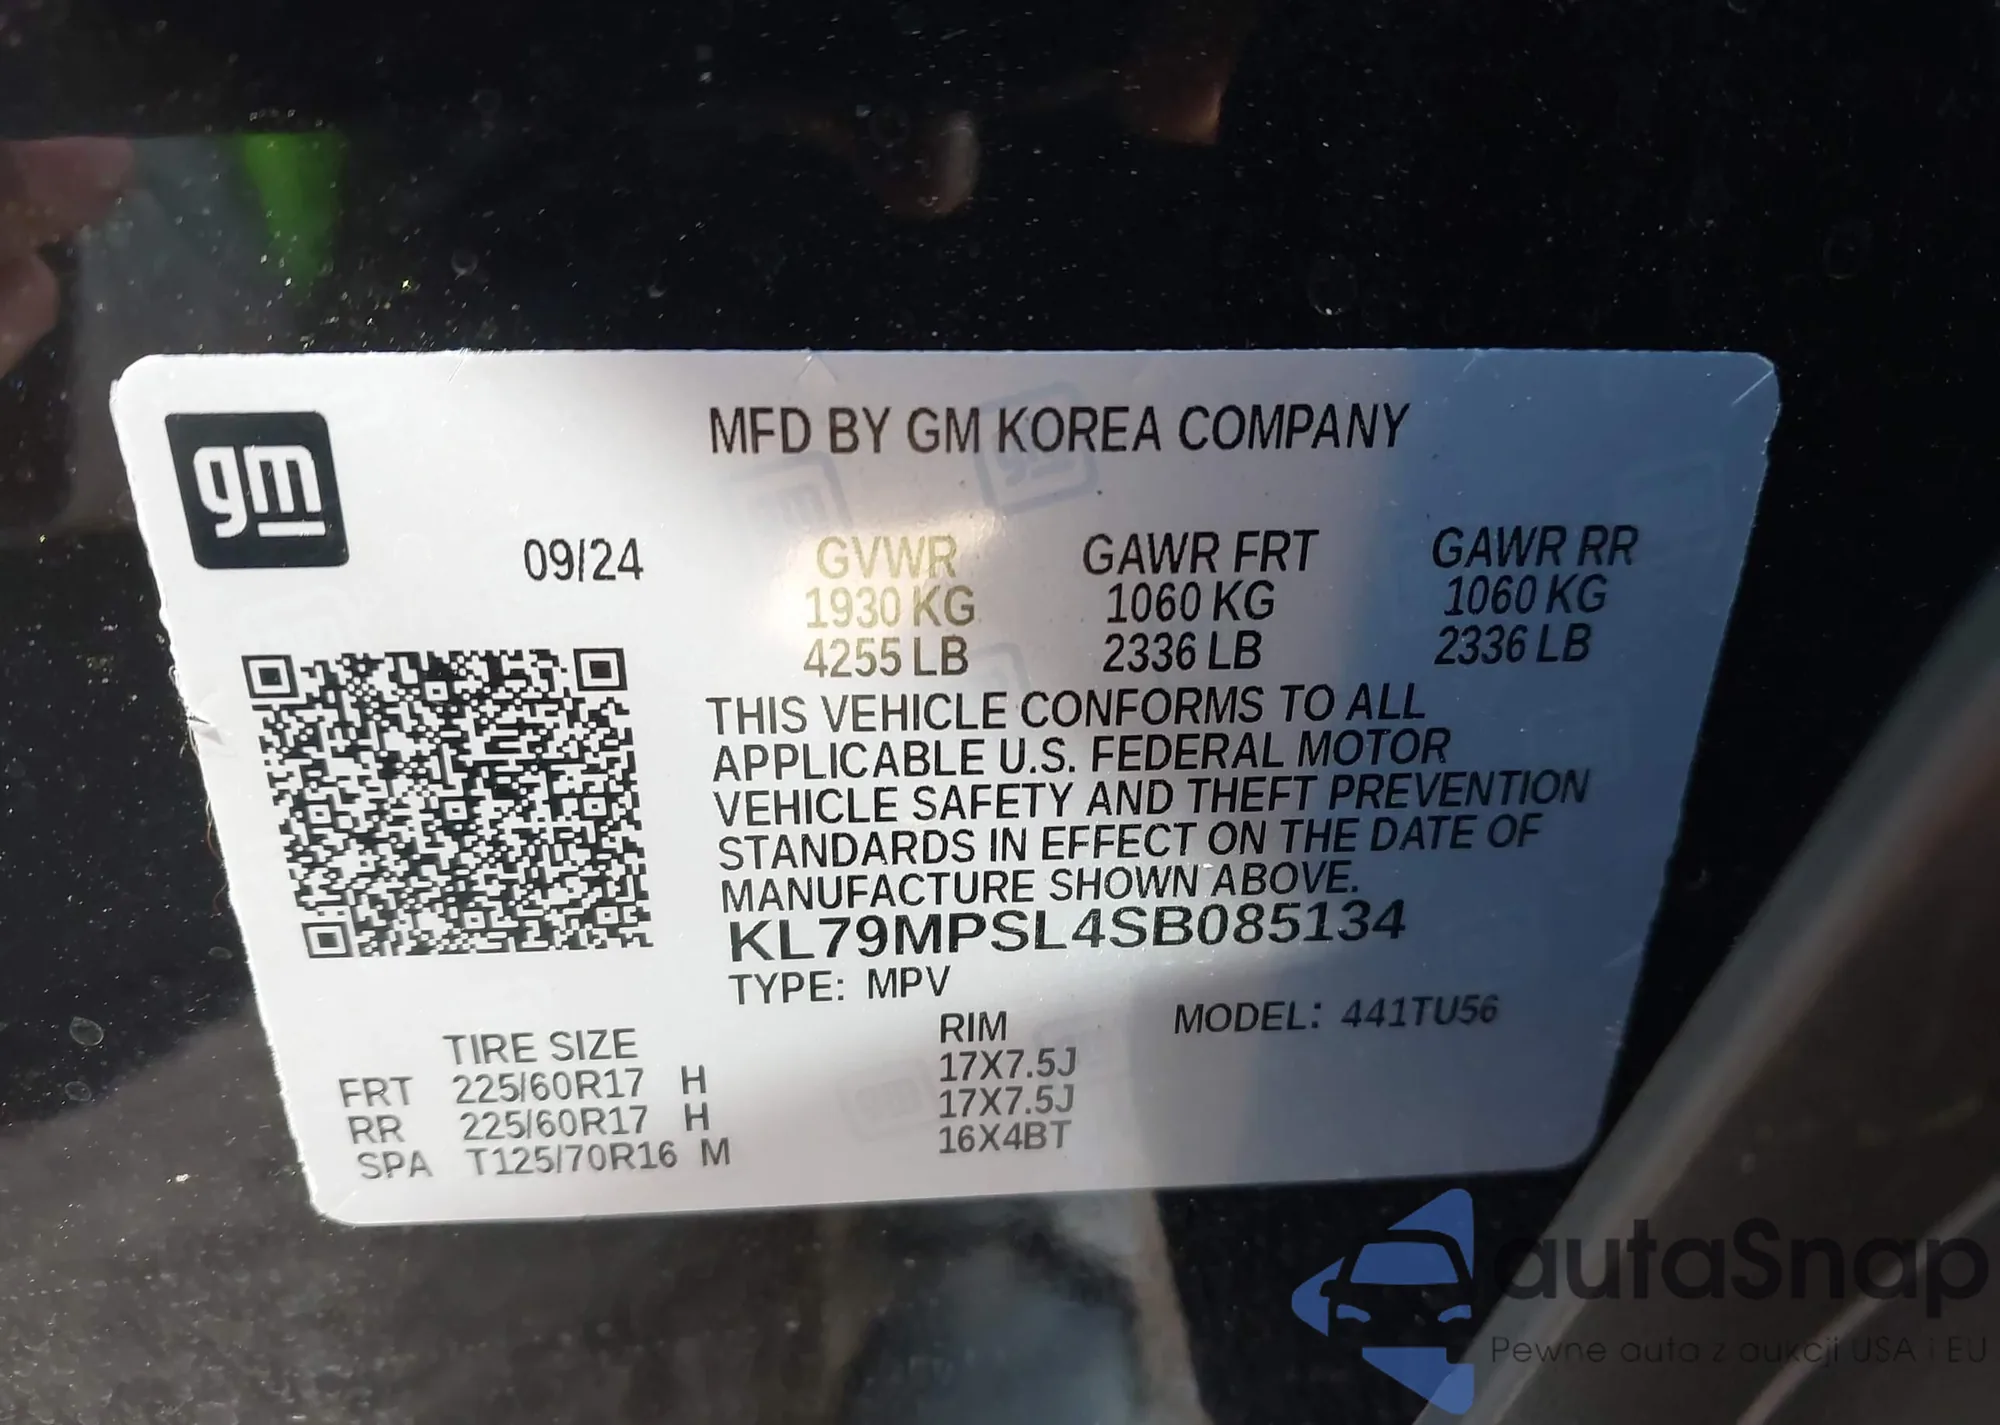 gm
MFD BY GM KOREA COMPANY
09/24
GVWR GAWR FRT GAWR RR
1930 KG 1060 KG 1060 KG
4255 LB 2336 LB 2336 LB
THIS VEHICLE CONFORMS TO ALL
APPLICABLE U.S. FEDERAL MOTOR
VEHICLE SAFETY AND THEFT PREVENTION
STANDARDS IN EFFECT ON THE DATE OF
MANUFACTURE SHOWN ABOVE.
KL79MPSL4SB085134
TYPE: MPV
MODEL: 441TU56
TIRE SIZE RIM
FRT 225/60R17 H 17X7.5J
RR 225/60R17 H 17X7.5J
SPA T125/70R16 M 16X4BT
autaSnap
Pewne auta z aukcji USA i EU